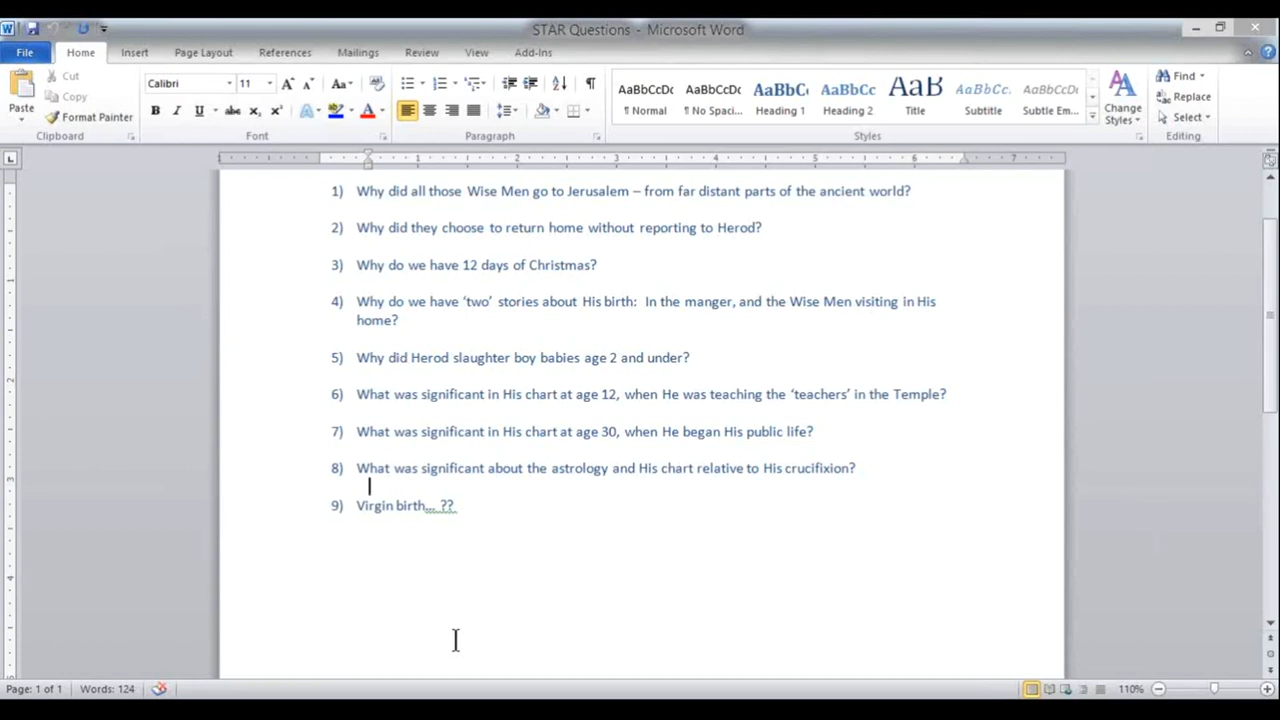 STAR Questions - Microsoft Word
File Home Insert Page Layout References Mailings Review View Add-Ins
Paste
Cut
Copy
Format Painter
Clipboard
Calibri 11
Font
Paragraph
AaBbCcDc AaBbCcDc AaBbC AaBbCc AaB AaBbCc. AaBbCcDc
¶ Normal ¶ No Spaci... Heading 1 Heading 2 Title Subtitle Subtle Em...
Styles
Change Styles
Find
Replace
Select
Editing
1 2 3 4 5 6 7
1) Why did all those Wise Men go to Jerusalem – from far distant parts of the ancient world?
2) Why did they choose to return home without reporting to Herod?
3) Why do we have 12 days of Christmas?
4) Why do we have ‘two’ stories about His birth: In the manger, and the Wise Men visiting in His
home?
5) Why did Herod slaughter boy babies age 2 and under?
6) What was significant in His chart at age 12, when He was teaching the ‘teachers’ in the Temple?
7) What was significant in His chart at age 30, when He began His public life?
8) What was significant about the astrology and His chart relative to His crucifixion?
9) Virgin birth... ??
Page: 1 of 1 Words: 124 110%